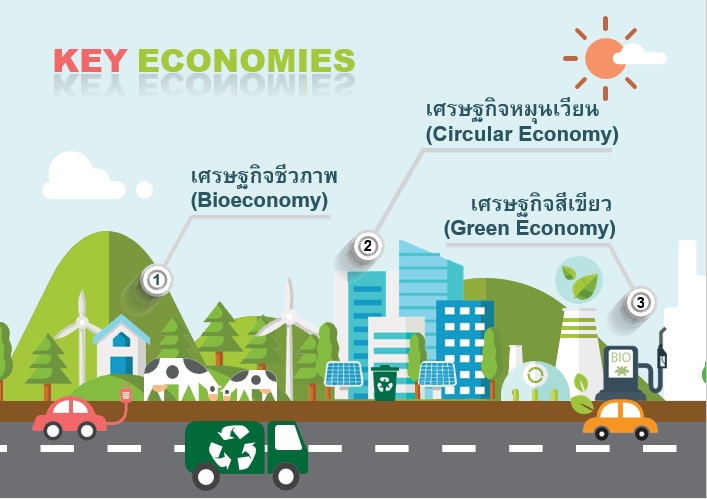 KEY ECONOMIES
เศรษฐกิจหมุนเวียน
(Circular Economy)
เศรษฐกิจชีวภาพ
(Bioeconomy)
เศรษฐกิจสีเขียว
(Green Economy)
2
1
3
BIO